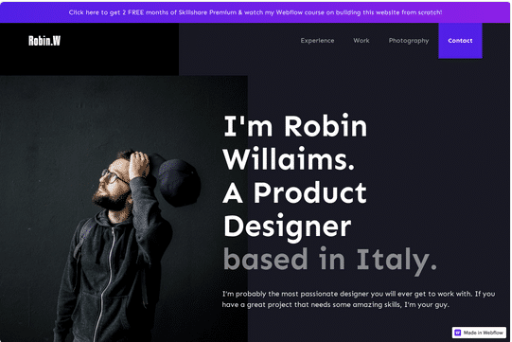 Click here to get 2 FREE months of Skillshare Premium & watch my Webflow course on building this website from scratch!
Robin.W
Experience
Work
Photography
Contact
I'm Robin
Willaims.
A Product
Designer
based in Italy.
I'm probably the most passionate designer you will ever get to work with. If you
have a great project that needs some amazing skills, I'm your guy.
Made in Webflow